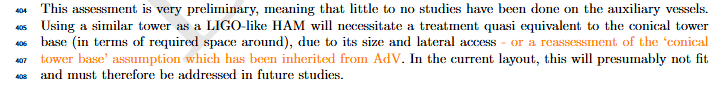 404 This assessment is very preliminary, meaning that little to no studies have been done on the auxiliary vessels.
405 Using a similar tower as a LIGO-like HAM will necessitate a treatment quasi equivalent to the conical tower
406 base (in terms of required space around), due to its size and lateral access - or a reassessment of the ‘conical
407 tower base’ assumption which has been inherited from AdV. In the current layout, this will presumably not fit
408 and must therefore be addressed in future studies.